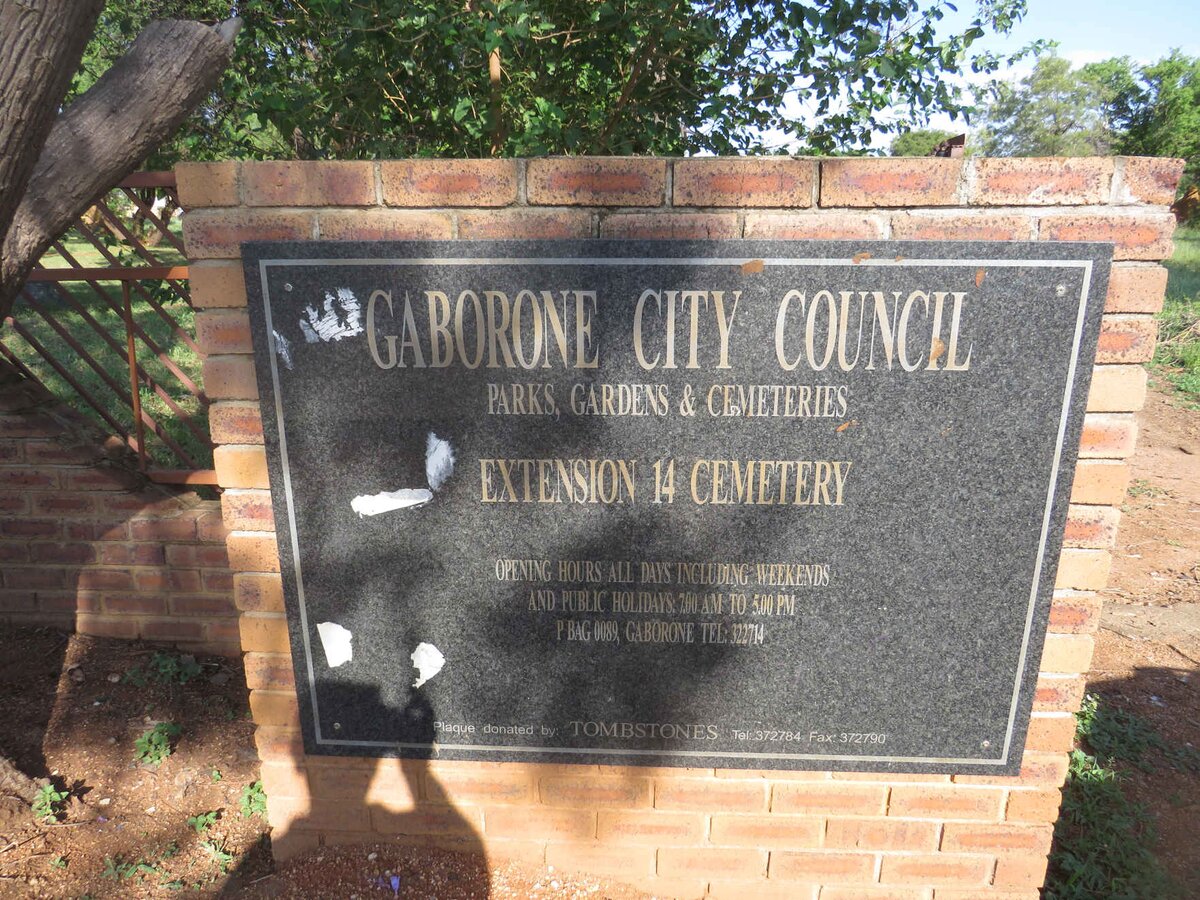 GABORONE CITY COUNCIL
PARKS, GARDENS & CEMETERIES
EXTENSION 14 CEMETERY
OPENING HOURS ALL DAYS INCLUDING WEEKENDS
AND PUBLIC HOLIDAYS: 7.00 AM TO 5.00 PM
P BAG 0089, GABORONE TEL: 322714
Plaque donated by: TOMBSTONES Tel: 372784 Fax: 372790